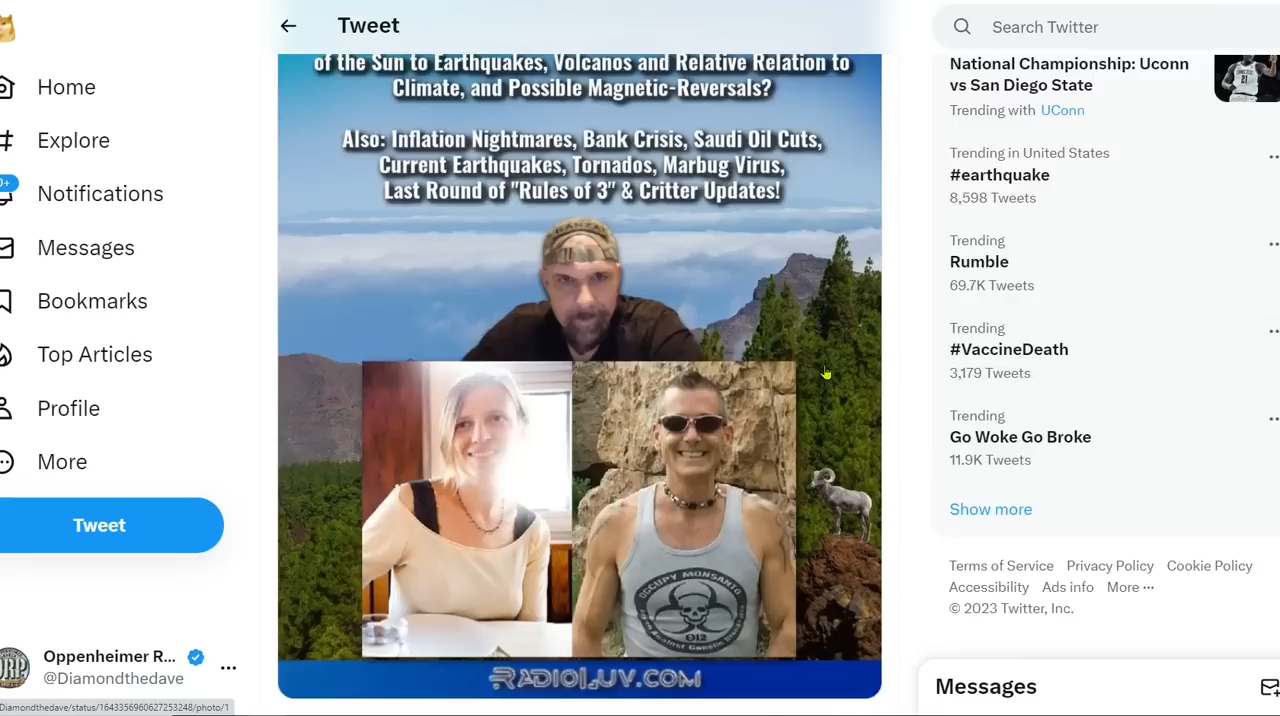 Tweet
Search Twitter
Home
Explore
Notifications
Messages
Bookmarks
Top Articles
Profile
More
Tweet
Oppenheimer R...
@Diamondthedave
Diamondthedave/status/1643356960627253248/photo/1
of the Sun to Earthquakes, Volcanos and Relative Relation to
Climate, and Possible Magnetic-Reversals?
Also: Inflation Nightmares, Bank Crisis, Saudi Oil Cuts,
Current Earthquakes, Tornados, Marbug Virus,
Last Round of "Rules of 3" & Critter Updates!
OCCUPY MONSANTO
RADIOLUV.COM
National Championship: Uconn
vs San Diego State
Trending with UConn
Trending in United States
#earthquake
8,598 Tweets
Trending
Rumble
69.7K Tweets
Trending
#VaccineDeath
3,179 Tweets
Trending
Go Woke Go Broke
11.9K Tweets
Show more
Terms of Service Privacy Policy Cookie Policy
Accessibility Ads info More ···
© 2023 Twitter, Inc.
Messages